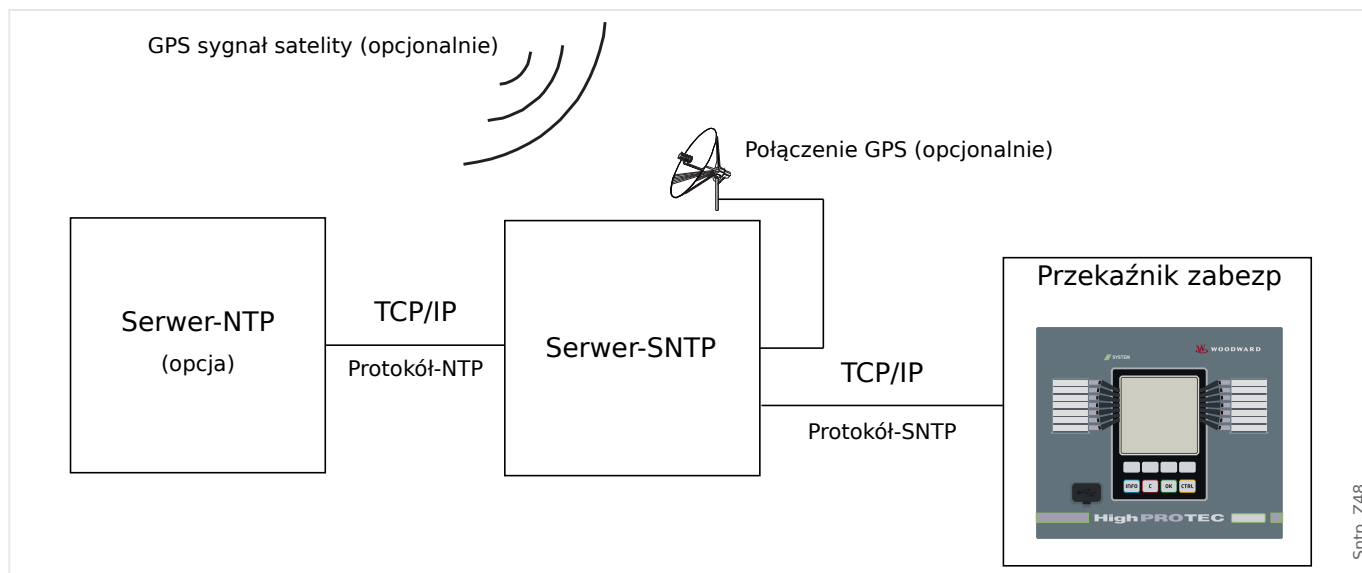 GPS sygnał satelity (opcjonalnie)
Połączenie GPS (opcjonalnie)
Serwer-NTP
(opcja)
TCP/IP
Protokół-NTP
Serwer-SNTP
TCP/IP
Protokół-SNTP
Przekaźnik zabezp
WOODWARD
SYSTEM
INFO
C
OK
CTRL
HighPROTEC
Sntp_Z48